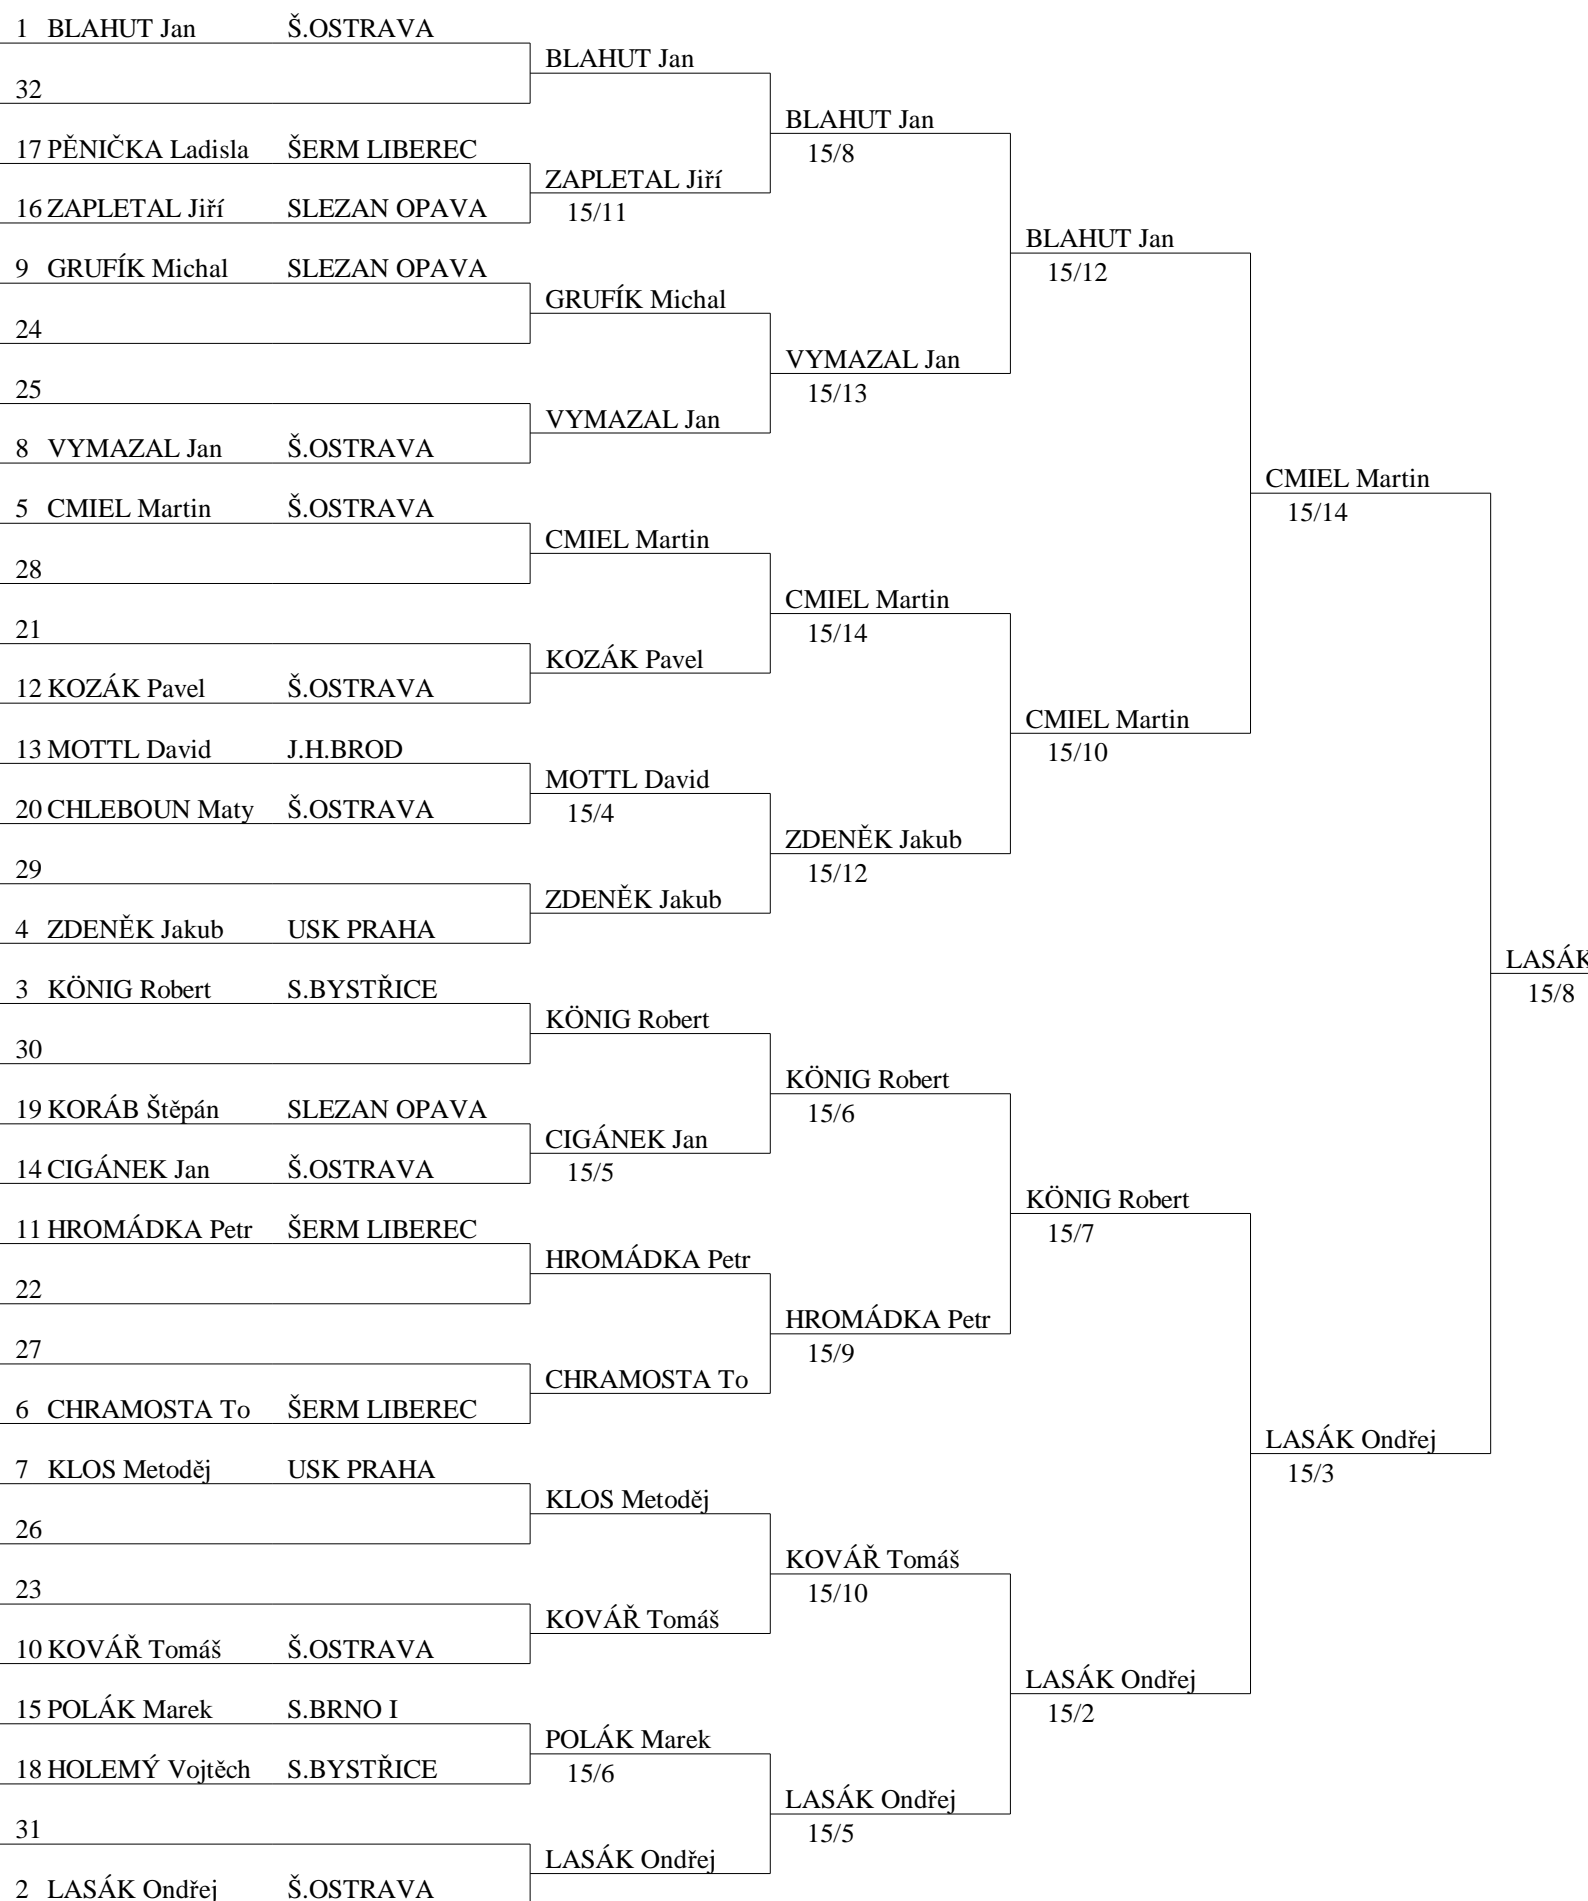 1 BLAHUT Jan Š.OSTRAVA
BLAHUT Jan
32
BLAHUT Jan
15/8
17 PĚNIČKA Ladisla ŠERM LIBEREC
ZAPLETAL Jiří
15/11
16 ZAPLETAL Jiří SLEZAN OPAVA
BLAHUT Jan
15/12
9 GRUFÍK Michal SLEZAN OPAVA
GRUFÍK Michal
24
VYMAZAL Jan
15/13
25
VYMAZAL Jan
8 VYMAZAL Jan Š.OSTRAVA
CMIEL Martin
15/14
5 CMIEL Martin Š.OSTRAVA
CMIEL Martin
28
CMIEL Martin
15/14
21
KOZÁK Pavel
12 KOZÁK Pavel Š.OSTRAVA
CMIEL Martin
15/10
13 MOTTL David J.H.BROD
MOTTL David
15/4
20 CHLEBOUN Maty Š.OSTRAVA
ZDENĚK Jakub
15/12
29
ZDENĚK Jakub
4 ZDENĚK Jakub USK PRAHA
LASÁK
15/8
3 KÖNIG Robert S.BYSTŘICE
KÖNIG Robert
30
KÖNIG Robert
15/6
19 KORÁB Štěpán SLEZAN OPAVA
CIGÁNEK Jan
15/5
14 CIGÁNEK Jan Š.OSTRAVA
KÖNIG Robert
15/7
11 HROMÁDKA Petr ŠERM LIBEREC
HROMÁDKA Petr
22
HROMÁDKA Petr
15/9
27
CHRAMOSTA To
6 CHRAMOSTA To ŠERM LIBEREC
LASÁK Ondřej
15/3
7 KLOS Metoděj USK PRAHA
KLOS Metoděj
26
KOVÁŘ Tomáš
15/10
23
KOVÁŘ Tomáš
10 KOVÁŘ Tomáš Š.OSTRAVA
LASÁK Ondřej
15/2
15 POLÁK Marek S.BRNO I
POLÁK Marek
15/6
18 HOLEMÝ Vojtěch S.BYSTŘICE
LASÁK Ondřej
15/5
31
LASÁK Ondřej
2 LASÁK Ondřej Š.OSTRAVA